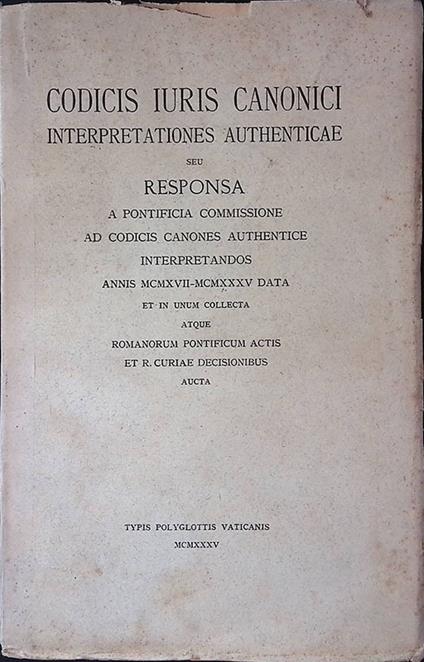 CODICIS IURIS CANONICI
INTERPRETATIONES AUTHENTICAE
SEU
RESPONSA
A PONTIFICIA COMMISSIONE
AD CODICIS CANONES AUTHENTICE
INTERPRETANDOS
ANNIS MCMXVII-MCMXXXV DATA
ET IN UNUM COLLECTA
ATQUE
ROMANORUM PONTIFICUM ACTIS
ET R. CURIAE DECISIONIBUS
AUCTA
TYPIS POLYGLOTTIS VATICANIS
MCMXXXV